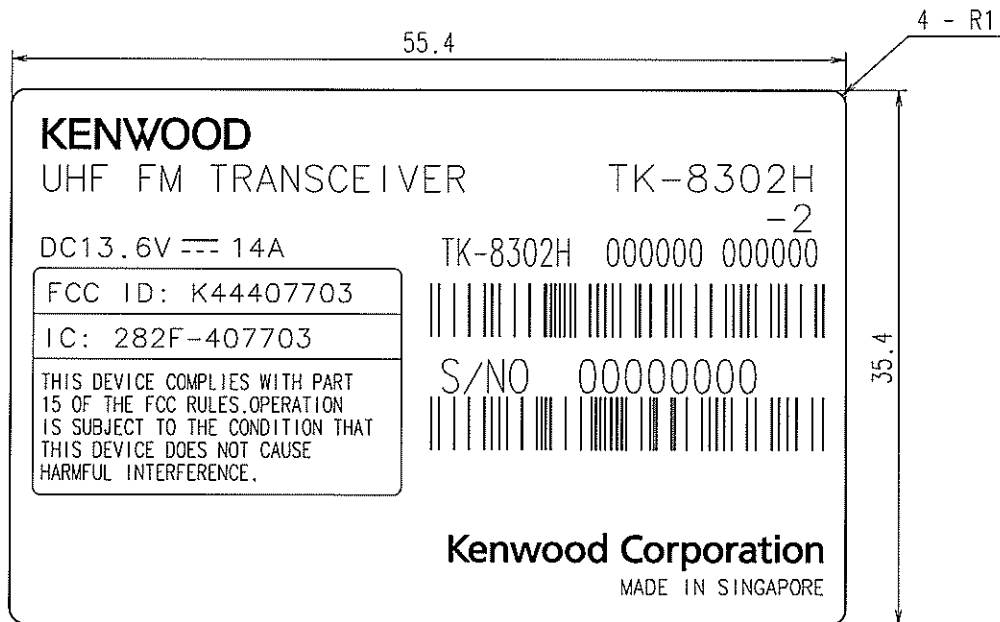 4 - R1
55.4
KENWOOD
UHF FM TRANSCEIVER TK-8302H
-2
DC13.6V ⎓ 14A
TK-8302H 000000 000000
FCC ID: K44407703
IC: 282F-407703
S/NO 00000000
THIS DEVICE COMPLIES WITH PART
15 OF THE FCC RULES.OPERATION
IS SUBJECT TO THE CONDITION THAT
THIS DEVICE DOES NOT CAUSE
HARMFUL INTERFERENCE.
35.4
Kenwood Corporation
MADE IN SINGAPORE